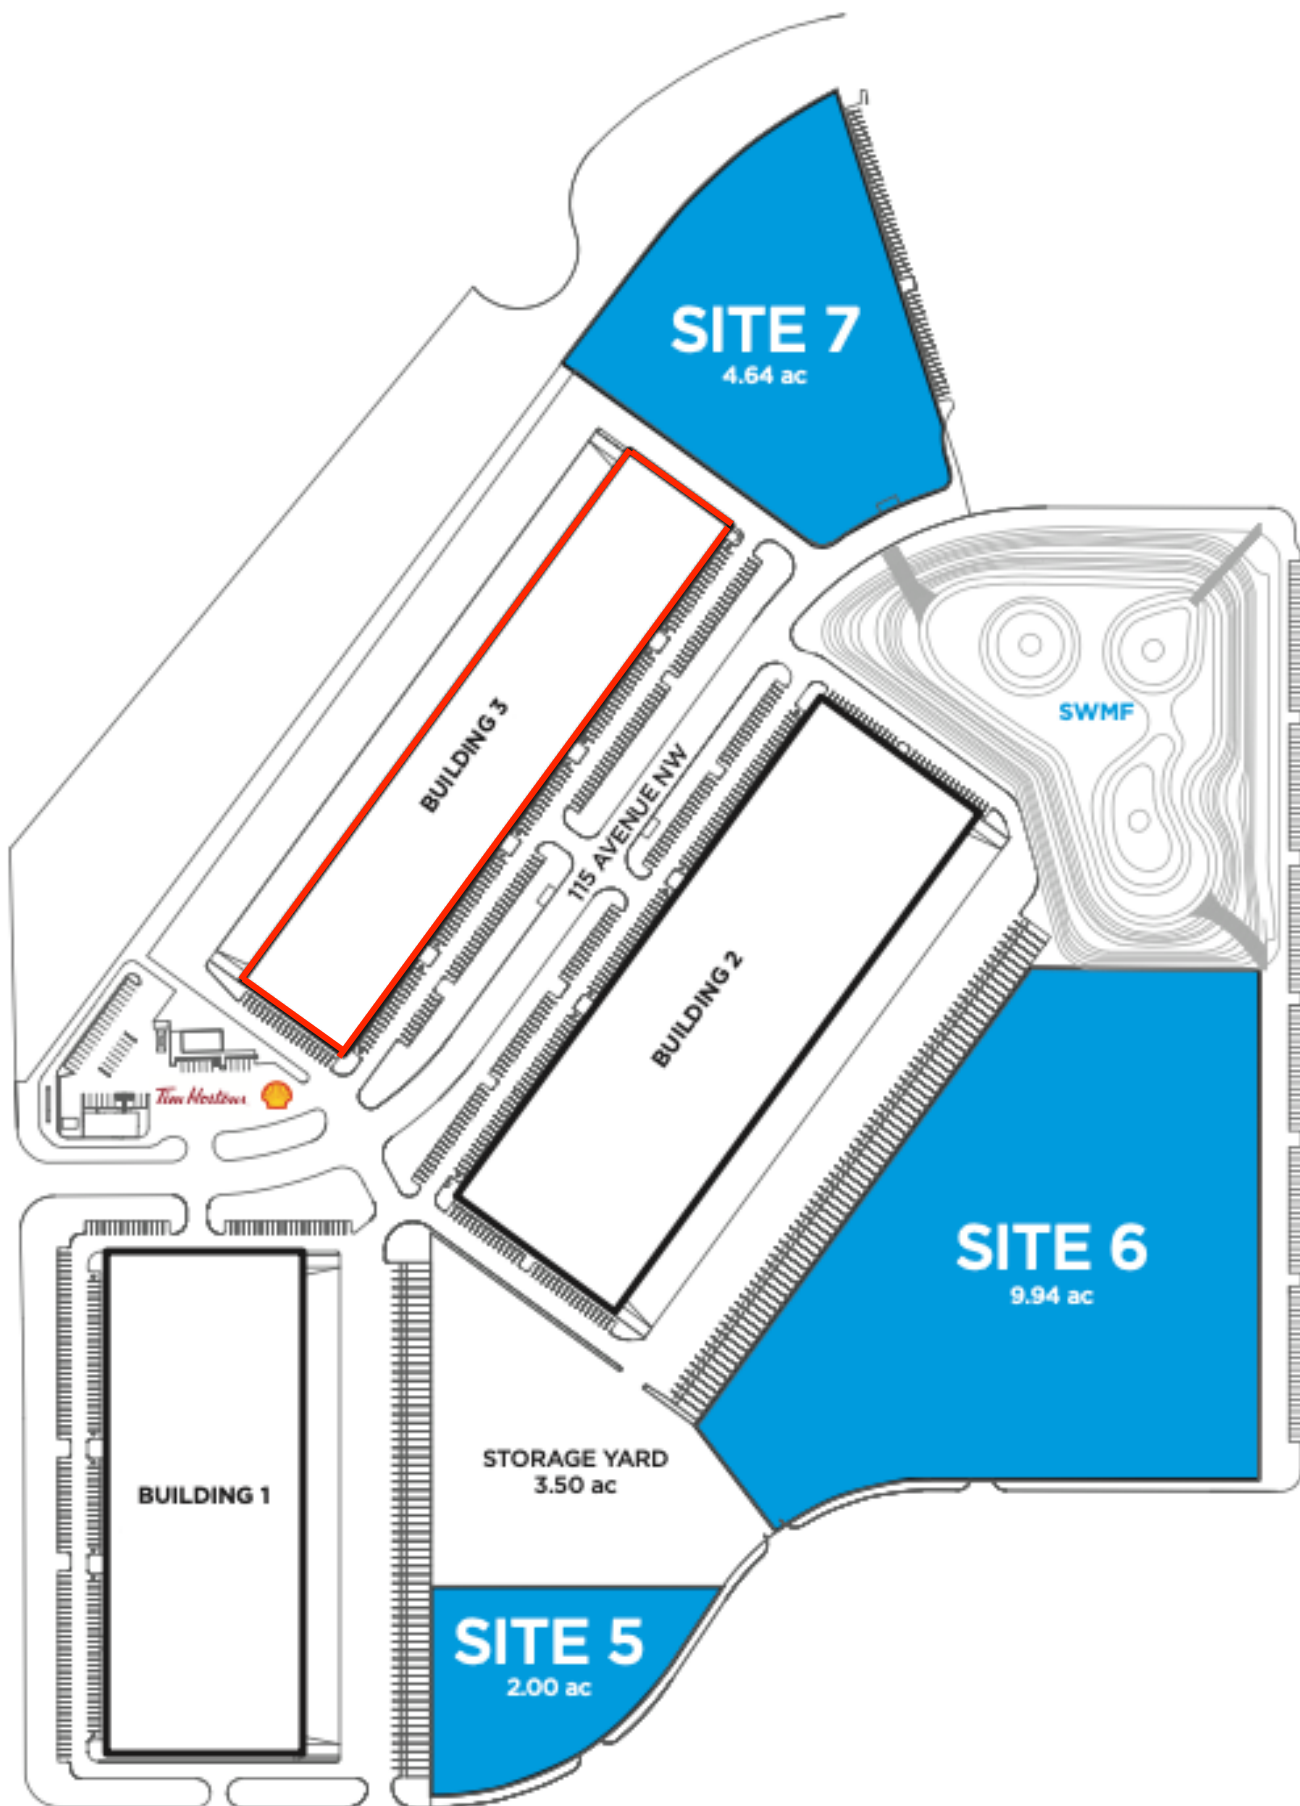 SITE 7
4.64 ac
BUILDING 3
SWMF
115 AVENUE NW
BUILDING 2
Tim Hortons
SITE 6
9.94 ac
STORAGE YARD
3.50 ac
BUILDING 1
SITE 5
2.00 ac